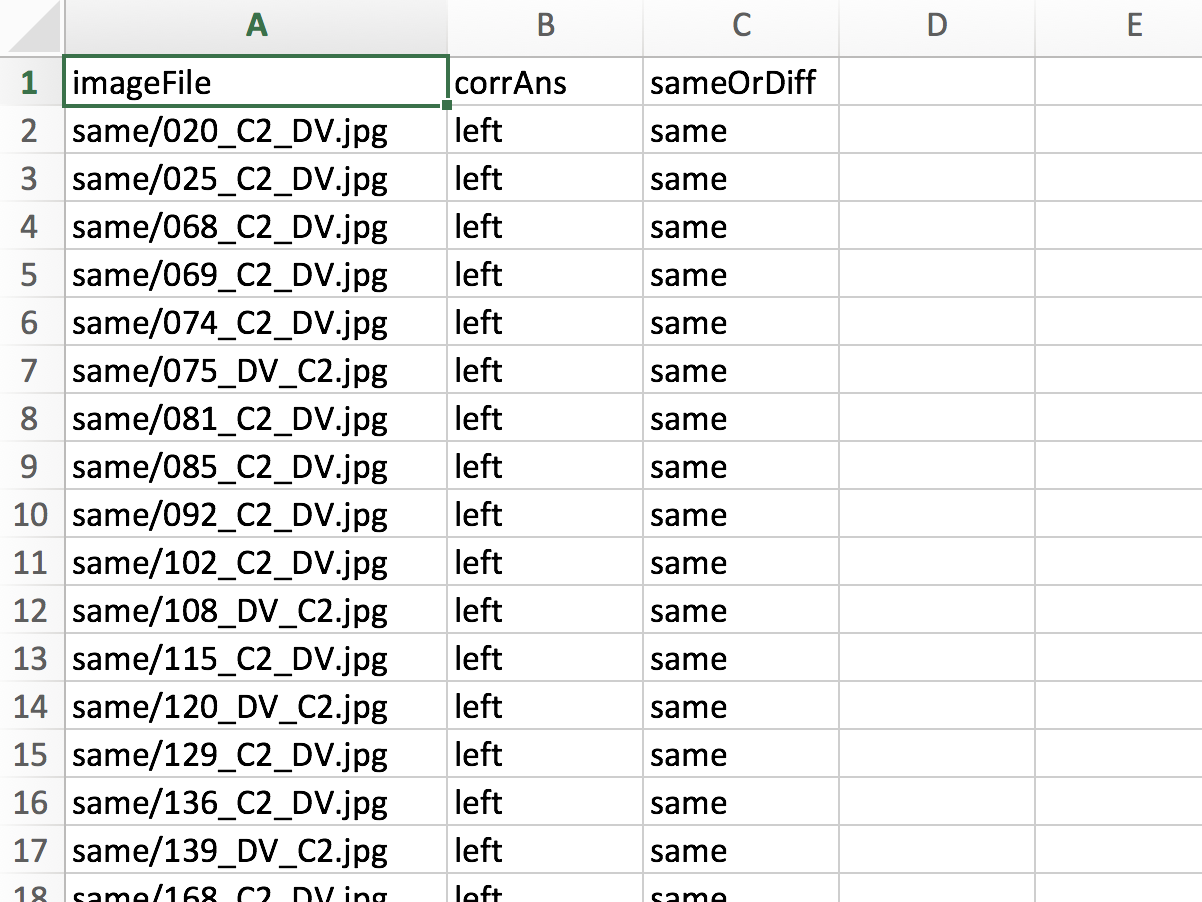 A B C D E
1 imageFile corrAns sameOrDiff
2 same/020_C2_DV.jpg left same
3 same/025_C2_DV.jpg left same
4 same/068_C2_DV.jpg left same
5 same/069_C2_DV.jpg left same
6 same/074_C2_DV.jpg left same
7 same/075_DV_C2.jpg left same
8 same/081_C2_DV.jpg left same
9 same/085_C2_DV.jpg left same
10 same/092_C2_DV.jpg left same
11 same/102_C2_DV.jpg left same
12 same/108_DV_C2.jpg left same
13 same/115_C2_DV.jpg left same
14 same/120_DV_C2.jpg left same
15 same/129_C2_DV.jpg left same
16 same/136_C2_DV.jpg left same
17 same/139_DV_C2.jpg left same
18 same/168_C2_DV.jpg left same